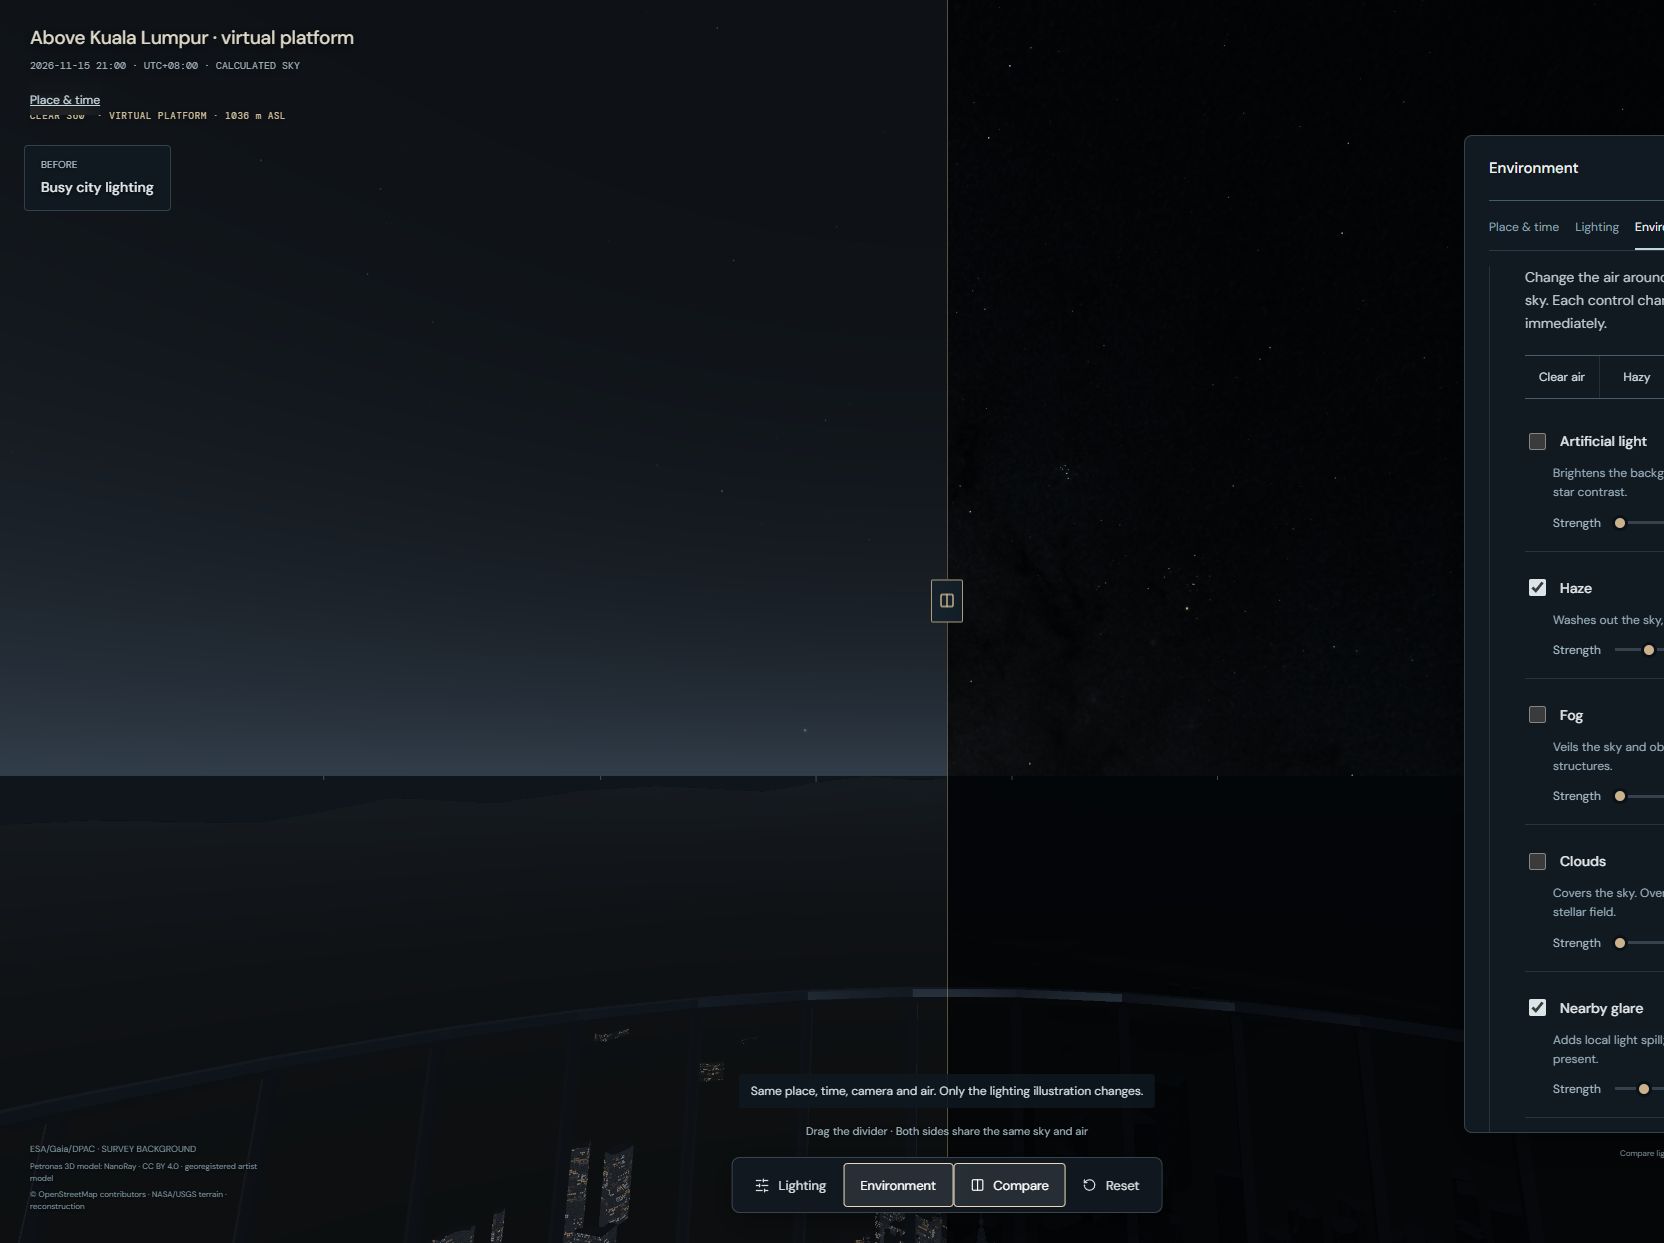 Above Kuala Lumpur · virtual platform
2026-11-15 21:00 · UTC+08:00 · CALCULATED SKY
Place & time
CLEAR 360 · VIRTUAL PLATFORM · 1036 m ASL
BEFORE
Busy city lighting
Environment
Place & time Lighting Envir
Change the air around
sky. Each control chan
immediately.
Clear air Hazy
Artificial light
Brightens the backg
star contrast.
Strength
Haze
Washes out the sky,
Strength
Fog
Veils the sky and ob
structures.
Strength
Clouds
Covers the sky. Over
stellar field.
Strength
Nearby glare
Adds local light spill;
present.
Strength
Same place, time, camera and air. Only the lighting illustration changes.
Drag the divider · Both sides share the same sky and air
Lighting Environment Compare Reset
ESA/Gaia/DPAC · SURVEY BACKGROUND
Petronas 3D model: NanoRay · CC BY 4.0 · georegistered artist
model
© OpenStreetMap contributors · NASA/USGS terrain ·
reconstruction
Compare lig